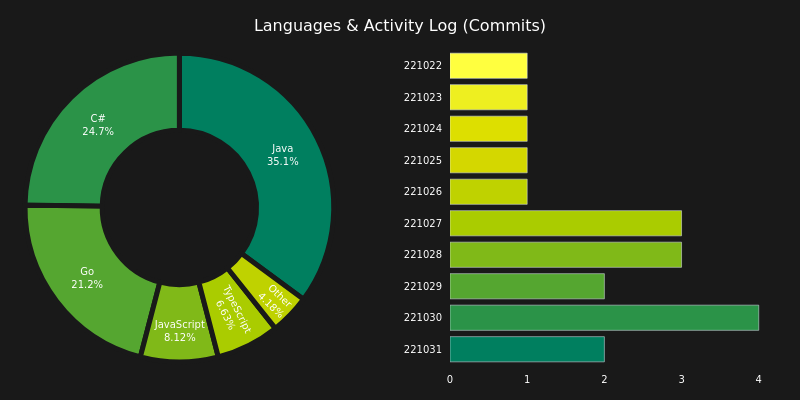 Languages & Activity Log (Commits)
C#
24.7%
Java
35.1%
Go
21.2%
JavaScript
8.12%
TypeScript
6.63%
Other
4.18%
221022
221023
221024
221025
221026
221027
221028
221029
221030
221031
0 1 2 3 4